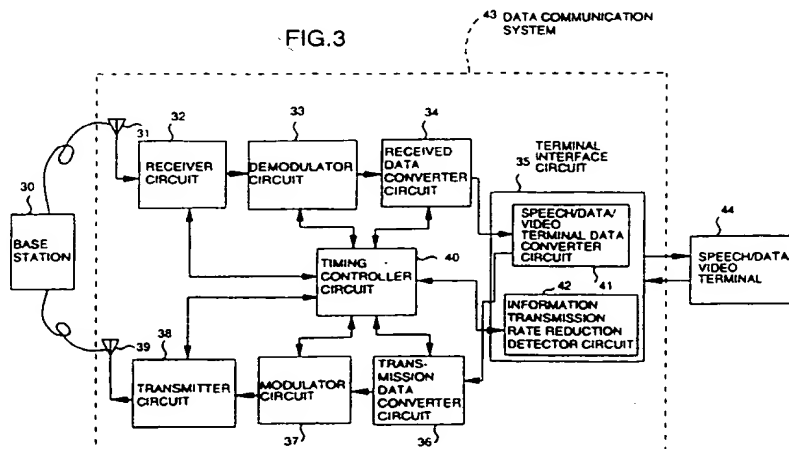 43 DATA COMMUNICATION
SYSTEM
FIG.3
31
32
RECEIVER
CIRCUIT
33
DEMODULATOR
CIRCUIT
34
RECEIVED
DATA
CONVERTER
CIRCUIT
TERMINAL
INTERFACE
CIRCUIT
35
SPEECH/DATA/
VIDEO
TERMINAL DATA
CONVERTER
CIRCUIT
41
44
SPEECH/DATA/
VIDEO
TERMINAL
30
BASE
STATION
40
TIMING
CONTROLLER
CIRCUIT
42
INFORMATION
TRANSMISSION
RATE REDUCTION
DETECTOR CIRCUIT
39
38
TRANSMITTER
CIRCUIT
MODULATOR
CIRCUIT
37
TRANS-
MISSION
DATA
CONVERTER
CIRCUIT
36